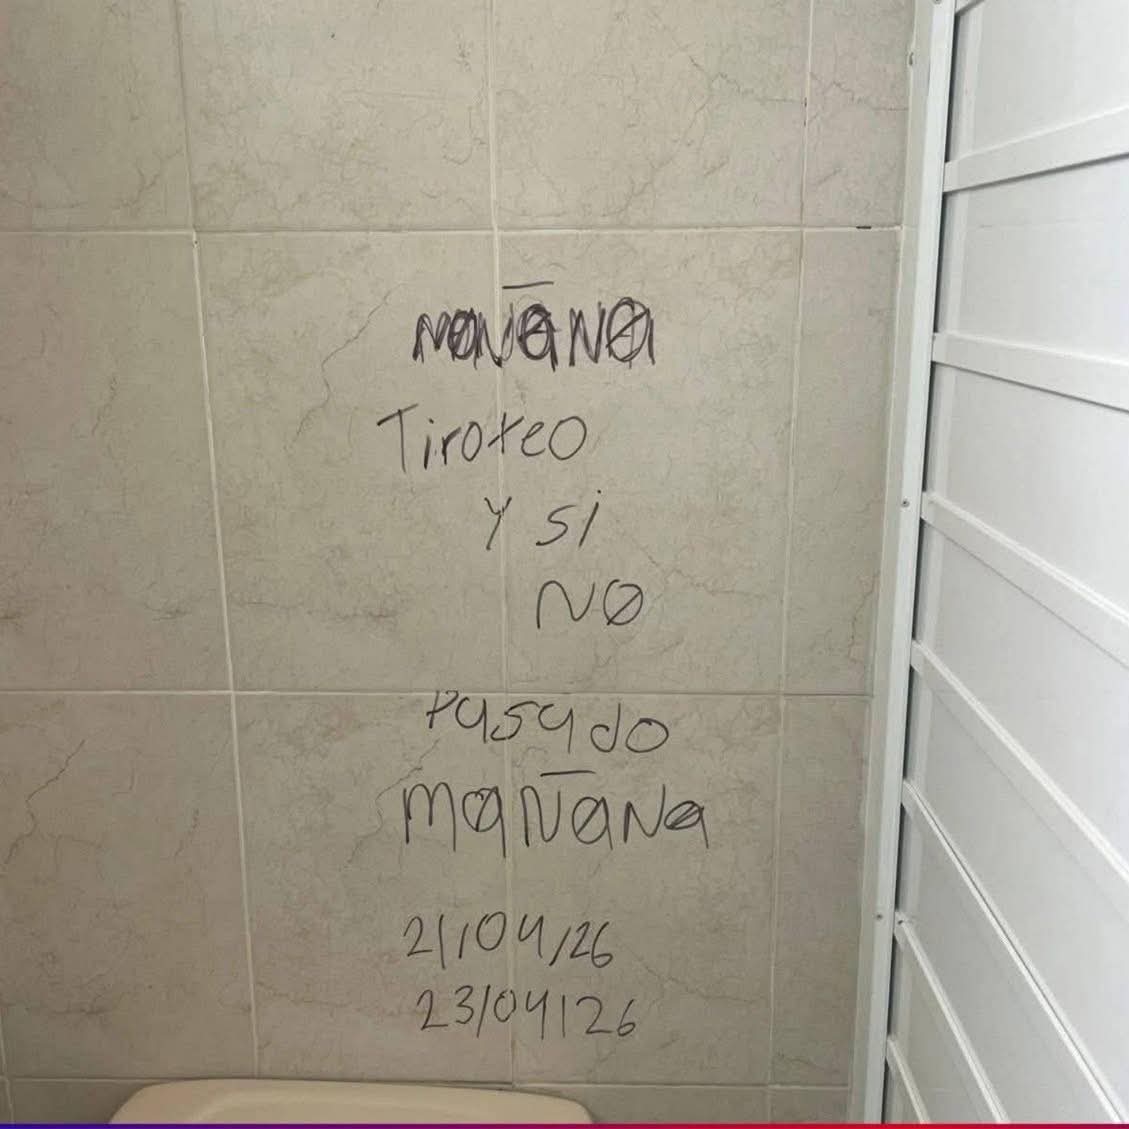 MAÑANA
Tiroteo
Y Si
NO
Pasado
MAÑANA
21/04/26
23/04/26